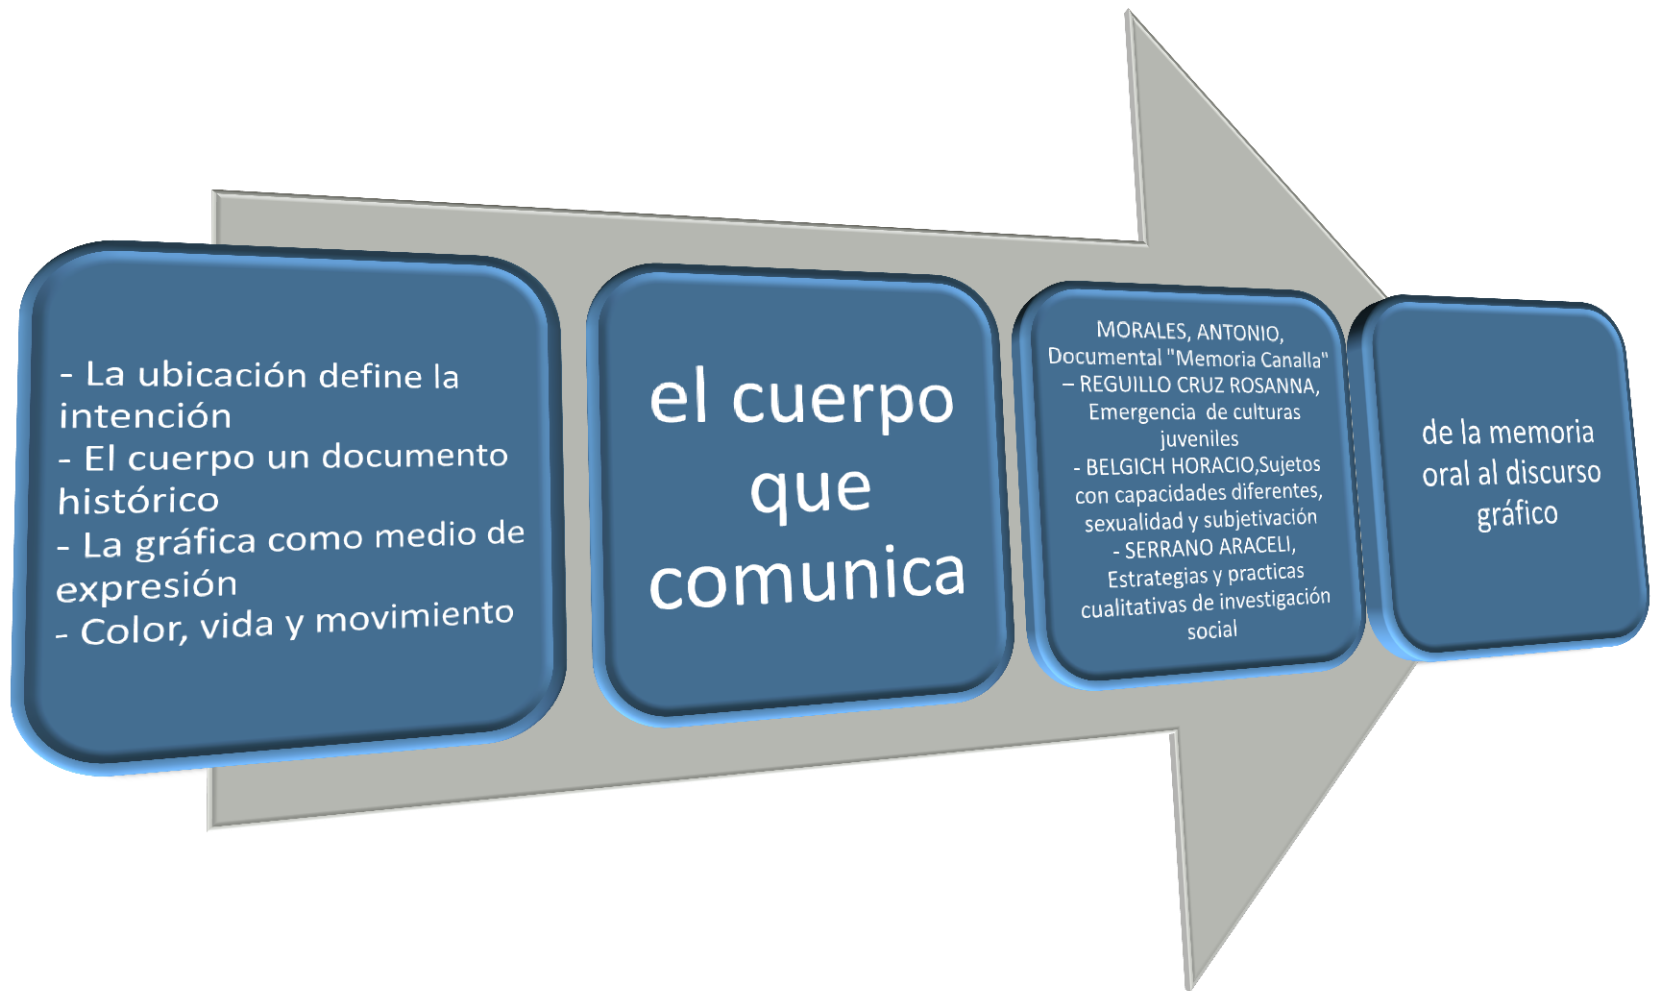 - La ubicación define la
intención
- El cuerpo un documento
histórico
- La gráfica como medio de
expresión
- Color, vida y movimiento
el cuerpo
que
comunica
MORALES, ANTONIO,
Documental "Memoria Canalla"
– REGUILLO CRUZ ROSANNA,
Emergencia de culturas
juveniles
- BELGICH HORACIO,Sujetos
con capacidades diferentes,
sexualidad y subjetivación
- SERRANO ARACELI,
Estrategias y practicas
cualitativas de investigación
social
de la memoria
oral al discurso
gráfico